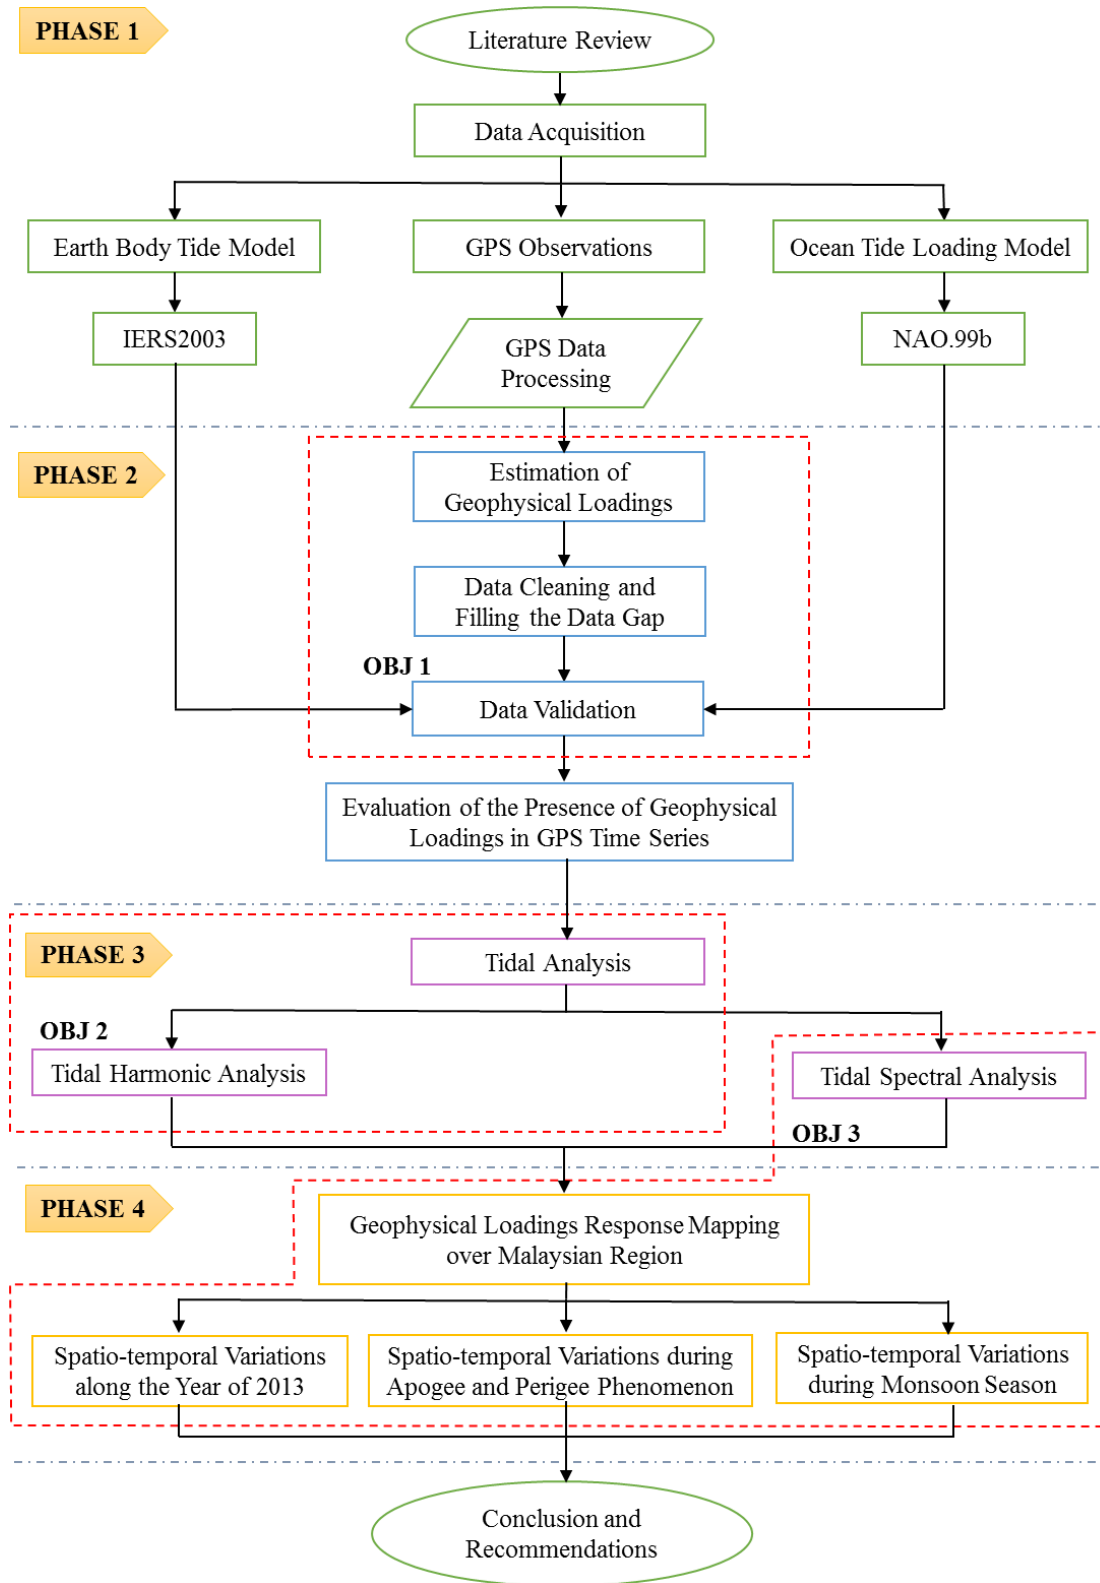 PHASE 1
Literature Review
Data Acquisition
Earth Body Tide Model
GPS Observations
Ocean Tide Loading Model
IERS2003
GPS Data
Processing
NAO.99b
PHASE 2
Estimation of
Geophysical Loadings
Data Cleaning and
Filling the Data Gap
OBJ 1
Data Validation
Evaluation of the Presence of Geophysical
Loadings in GPS Time Series
PHASE 3
Tidal Analysis
OBJ 2
Tidal Harmonic Analysis
Tidal Spectral Analysis
OBJ 3
PHASE 4
Geophysical Loadings Response Mapping
over Malaysian Region
Spatio-temporal Variations
along the Year of 2013
Spatio-temporal Variations during
Apogee and Perigee Phenomenon
Spatio-temporal Variations
during Monsoon Season
Conclusion and
Recommendations